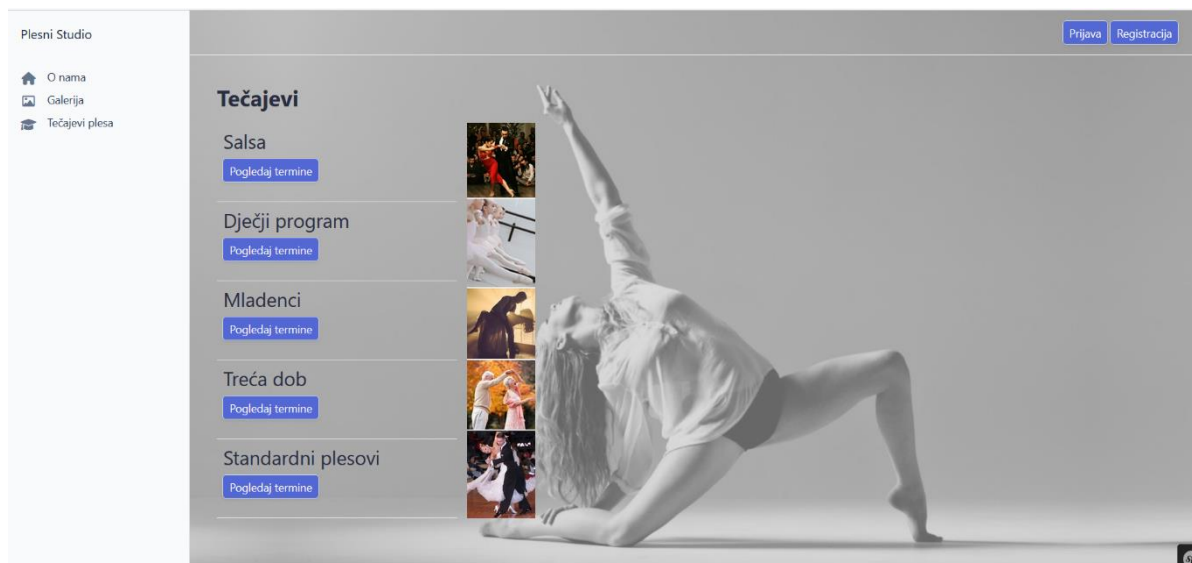 Plesni Studio
O nama
Galerija
Tečajevi plesa
Prijava
Registracija
Tečajevi
Salsa
Pogledaj termine
Dječji program
Pogledaj termine
Mladenci
Pogledaj termine
Treća dob
Pogledaj termine
Standardni plesovi
Pogledaj termine